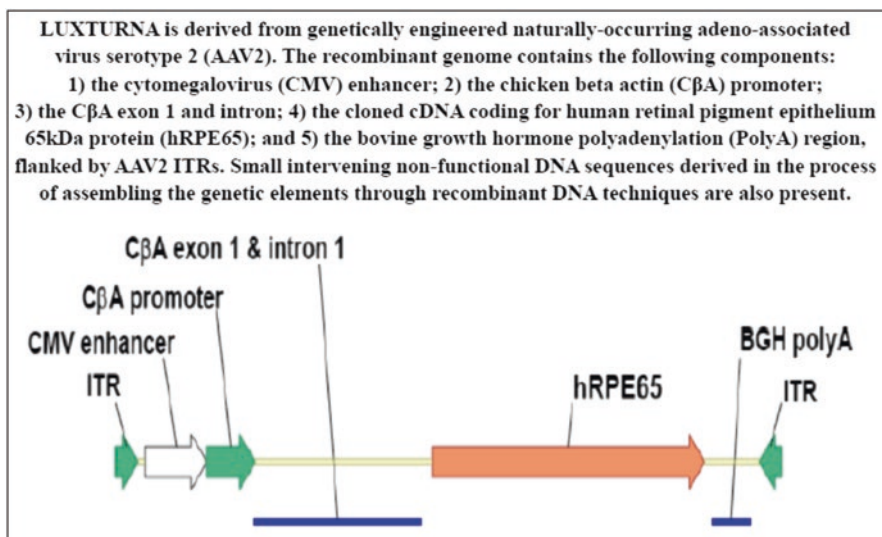 LUXTURNA is derived from genetically engineered naturally-occurring adeno-associated
virus serotype 2 (AAV2). The recombinant genome contains the following components:
1) the cytomegalovirus (CMV) enhancer; 2) the chicken beta actin (CβA) promoter;
3) the CβA exon 1 and intron; 4) the cloned cDNA coding for human retinal pigment epithelium
65kDa protein (hRPE65); and 5) the bovine growth hormone polyadenylation (PolyA) region,
flanked by AAV2 ITRs. Small intervening non-functional DNA sequences derived in the process
of assembling the genetic elements through recombinant DNA techniques are also present.
CβA exon 1 & intron 1
CβA promoter
CMV enhancer
ITR
hRPE65
BGH polyA
ITR